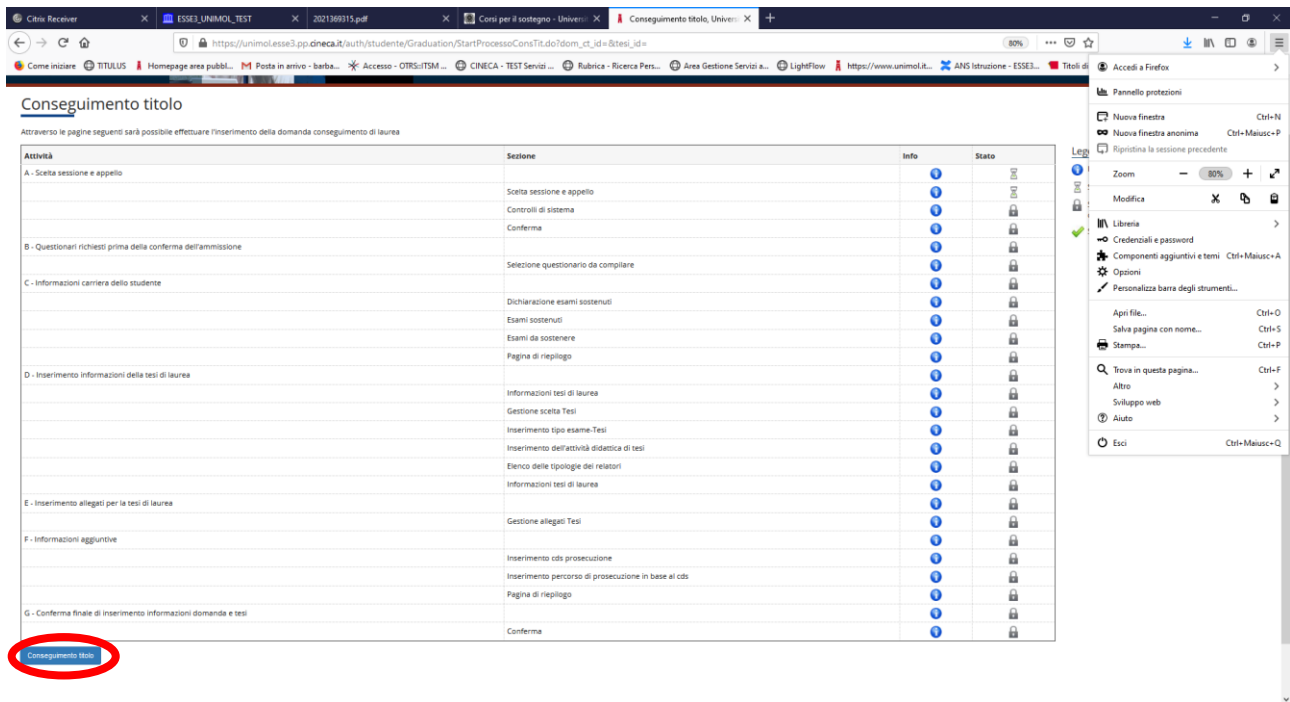 Citrix Receiver
ESSE3_UNIMOL_TEST
2021369315.pdf
Corsi per il sostegno - Universi
Conseguimento titolo, Univers
https://unimol.esse3.pp.cineca.it/auth/studente/Graduation/StartProcessoConsTit.do?dom_ct_id=&tesi_id=
80%
Come iniziare
TITULUS
Homepage area pubbl...
Posta in arrivo - barba...
Accesso - OTRS::ITSM ...
CINECA - TEST Servizi ...
Rubrica - Ricerca Pers...
Area Gestione Servizi a...
LightFlow
https://www.unimol.it...
ANS Istruzione - ESSE3...
Titoli di
Conseguimento titolo
Attraverso le pagine seguenti sarà possibile effettuare l'inserimento della domanda conseguimento di laurea
Attività Sezione Info Stato
A - Scelta sessione e appello
Scelta sessione e appello
Controlli di sistema
Conferma
B - Questionari richiesti prima della conferma dell'ammissione
Selezione questionario da compilare
C - Informazioni carriera dello studente
Dichiarazione esami sostenuti
Esami sostenuti
Esami da sostenere
Pagina di riepilogo
D - Inserimento informazioni della tesi di laurea
Informazioni tesi di laurea
Gestione scelta Tesi
Inserimento tipo esame-Tesi
Inserimento dell'attività didattica di tesi
Elenco delle tipologie dei relatori
Informazioni tesi di laurea
E - Inserimento allegati per la tesi di laurea
Gestione allegati Tesi
F - Informazioni aggiuntive
Inserimento cds prosecuzione
Inserimento percorso di prosecuzione in base al cds
Pagina di riepilogo
G - Conferma finale di inserimento informazioni domanda e tesi
Conferma
Conseguimento titolo
Leg
Accedi a Firefox
Pannello protezioni
Nuova finestra Ctrl+N
Nuova finestra anonima Ctrl+Maiusc+P
Ripristina la sessione precedente
Zoom 80%
Modifica
Libreria
Credenziali e password
Componenti aggiuntivi e temi Ctrl+Maiusc+A
Opzioni
Personalizza barra degli strumenti...
Apri file... Ctrl+O
Salva pagina con nome... Ctrl+S
Stampa... Ctrl+P
Trova in questa pagina... Ctrl+F
Altro
Sviluppo web
Aiuto
Esci Ctrl+Maiusc+Q